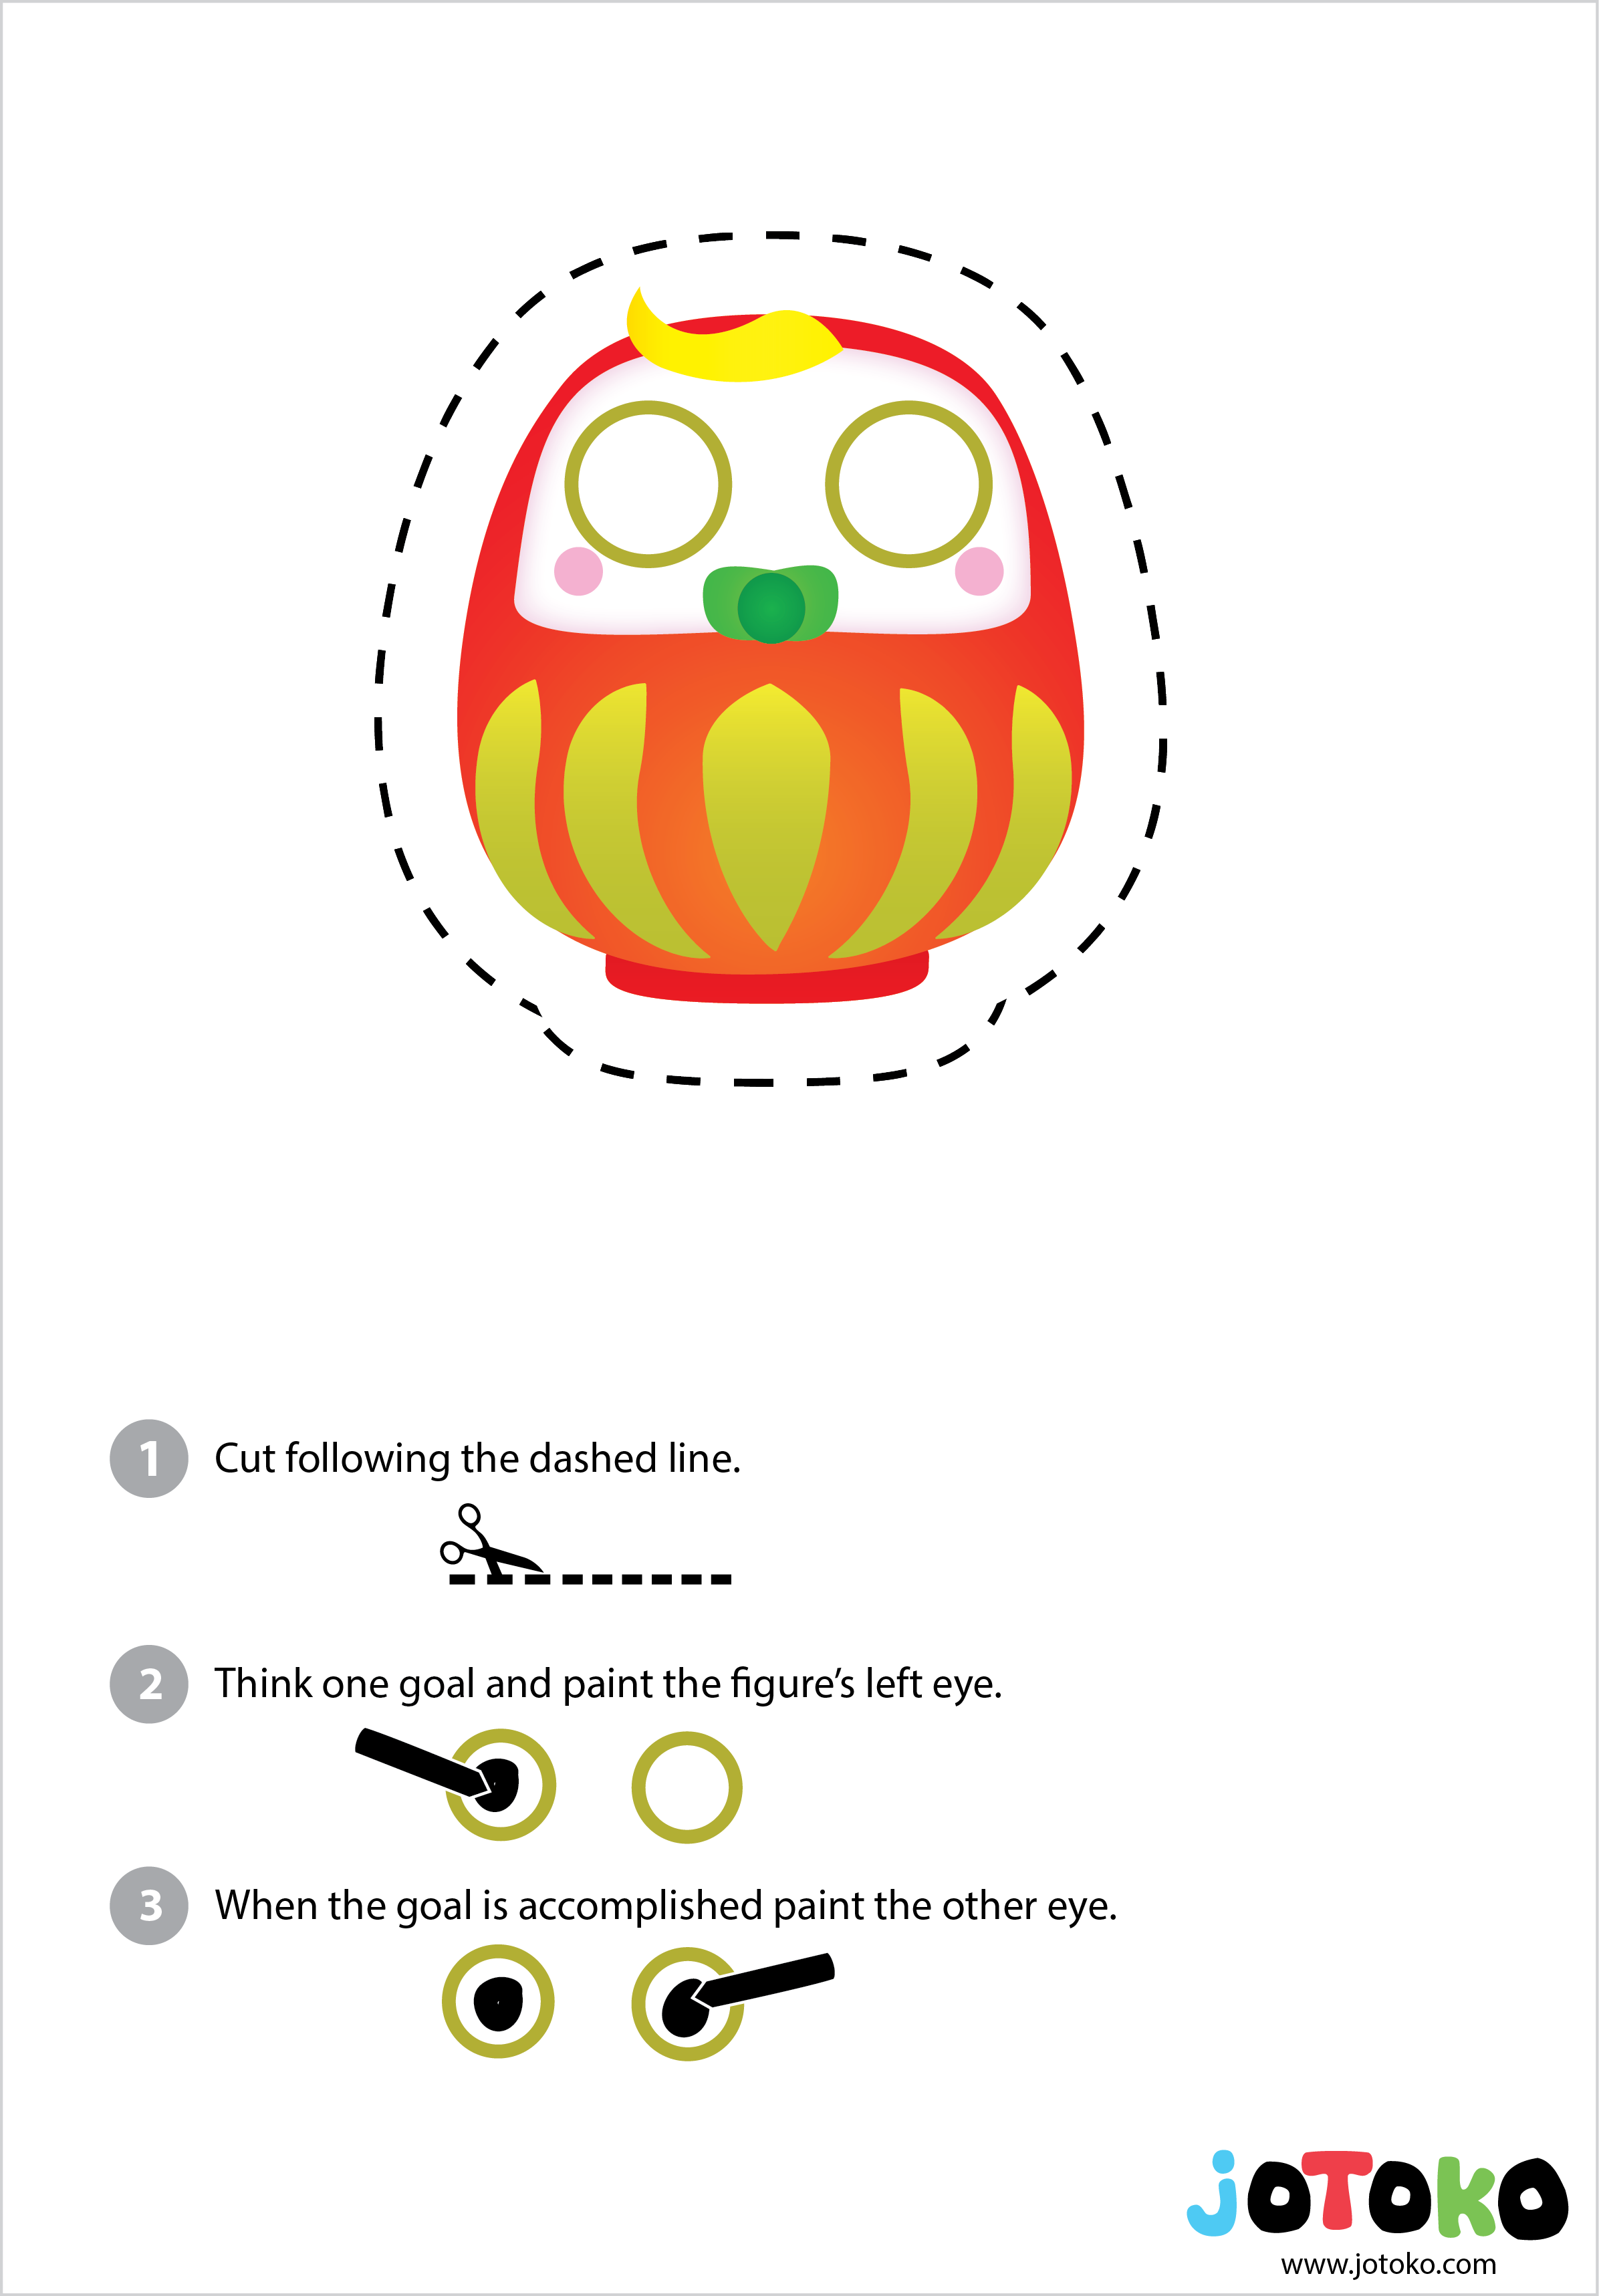 1 Cut following the dashed line.
2 Think one goal and paint the figure's left eye.
3 When the goal is accomplished paint the other eye.
joToko
www.jotoko.com